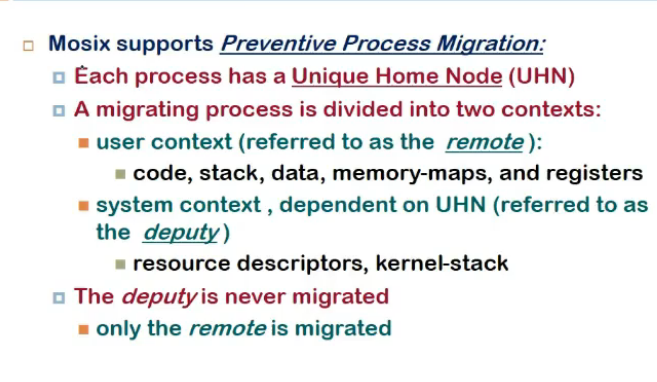 Mosix supports Preventive Process Migration:
Each process has a Unique Home Node (UHN)
A migrating process is divided into two contexts:
user context (referred to as the remote):
code, stack, data, memory-maps, and registers
system context , dependent on UHN (referred to as
the deputy)
resource descriptors, kernel-stack
The deputy is never migrated
only the remote is migrated